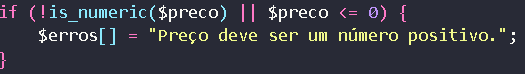 if (!is_numeric($preco) || $preco <= 0) {
    $erros[] = "Preço deve ser um número positivo.";
}